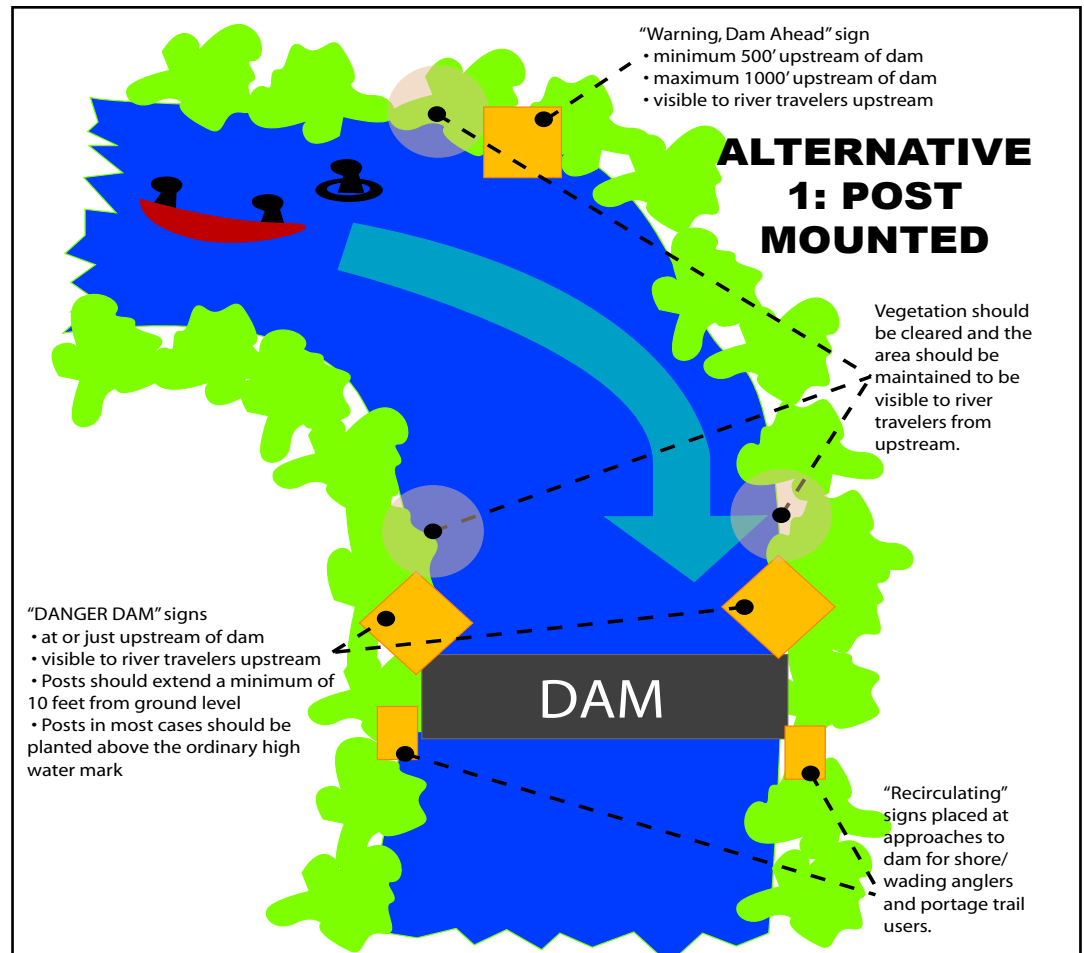 “Warning, Dam Ahead” sign
• minimum 500’ upstream of dam
• maximum 1000’ upstream of dam
• visible to river travelers upstream
ALTERNATIVE
1: POST
MOUNTED
Vegetation should
be cleared and the
area should be
maintained to be
visible to river
travelers from
upstream.
“DANGER DAM” signs
• at or just upstream of dam
• visible to river travelers upstream
• Posts should extend a minimum of
10 feet from ground level
• Posts in most cases should be
planted above the ordinary high
water mark
DAM
“Recirculating”
signs placed at
approaches to
dam for shore/
wading anglers
and portage trail
users.